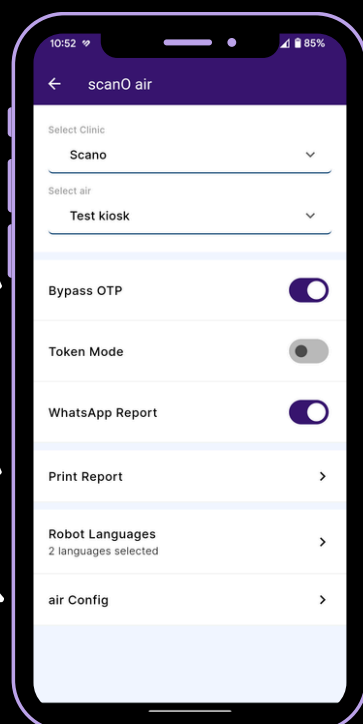 10:52
85%
scanO air
Select Clinic
Scano
Select air
Test kiosk
Bypass OTP
Token Mode
WhatsApp Report
Print Report
Robot Languages
2 languages selected
air Config